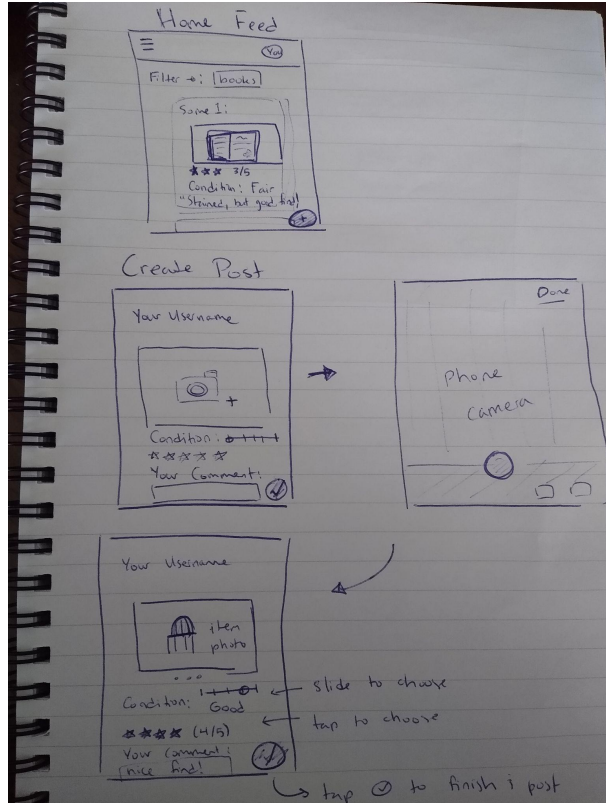 Home Feed
You
Filter →: books
Some 1:
★★★ 3/5
Condition: Fair
"Stained, but good find!
+
Create Post
Your Username
+
Condition:
Your Comment:
Done
phone
camera
Your Username
item
photo
Condition: Good
slide to choose
★★★★ (4/5)
tap to choose
Your Comment:
nice find!
tap ✓ to finish & post